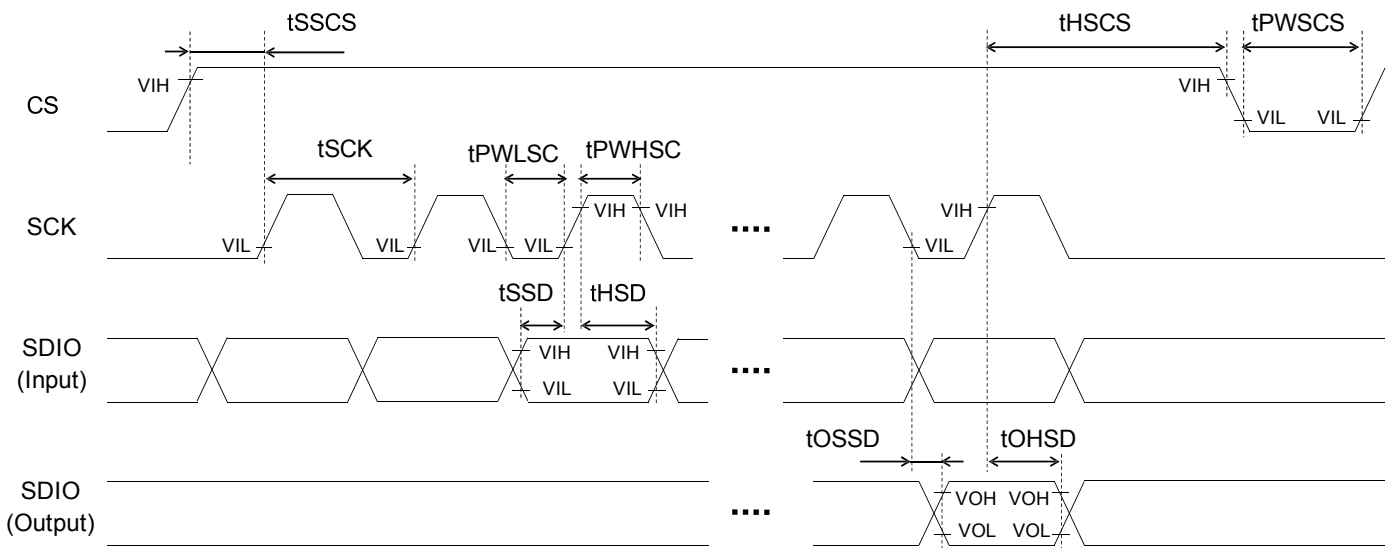 tSSCS tHSCS tPWSCS
VIH VIH
CS
VIL VIL
tSCK tPWLSC tPWHSC
VIH VIH VIH
SCK
VIL VIL VIL VIL VIL
....
tSSD tHSD
SDIO
(Input)
VIH VIH
VIL VIL
....
tOSSD tOHSD
SDIO
(Output)
VOH VOH
VOL VOL
....